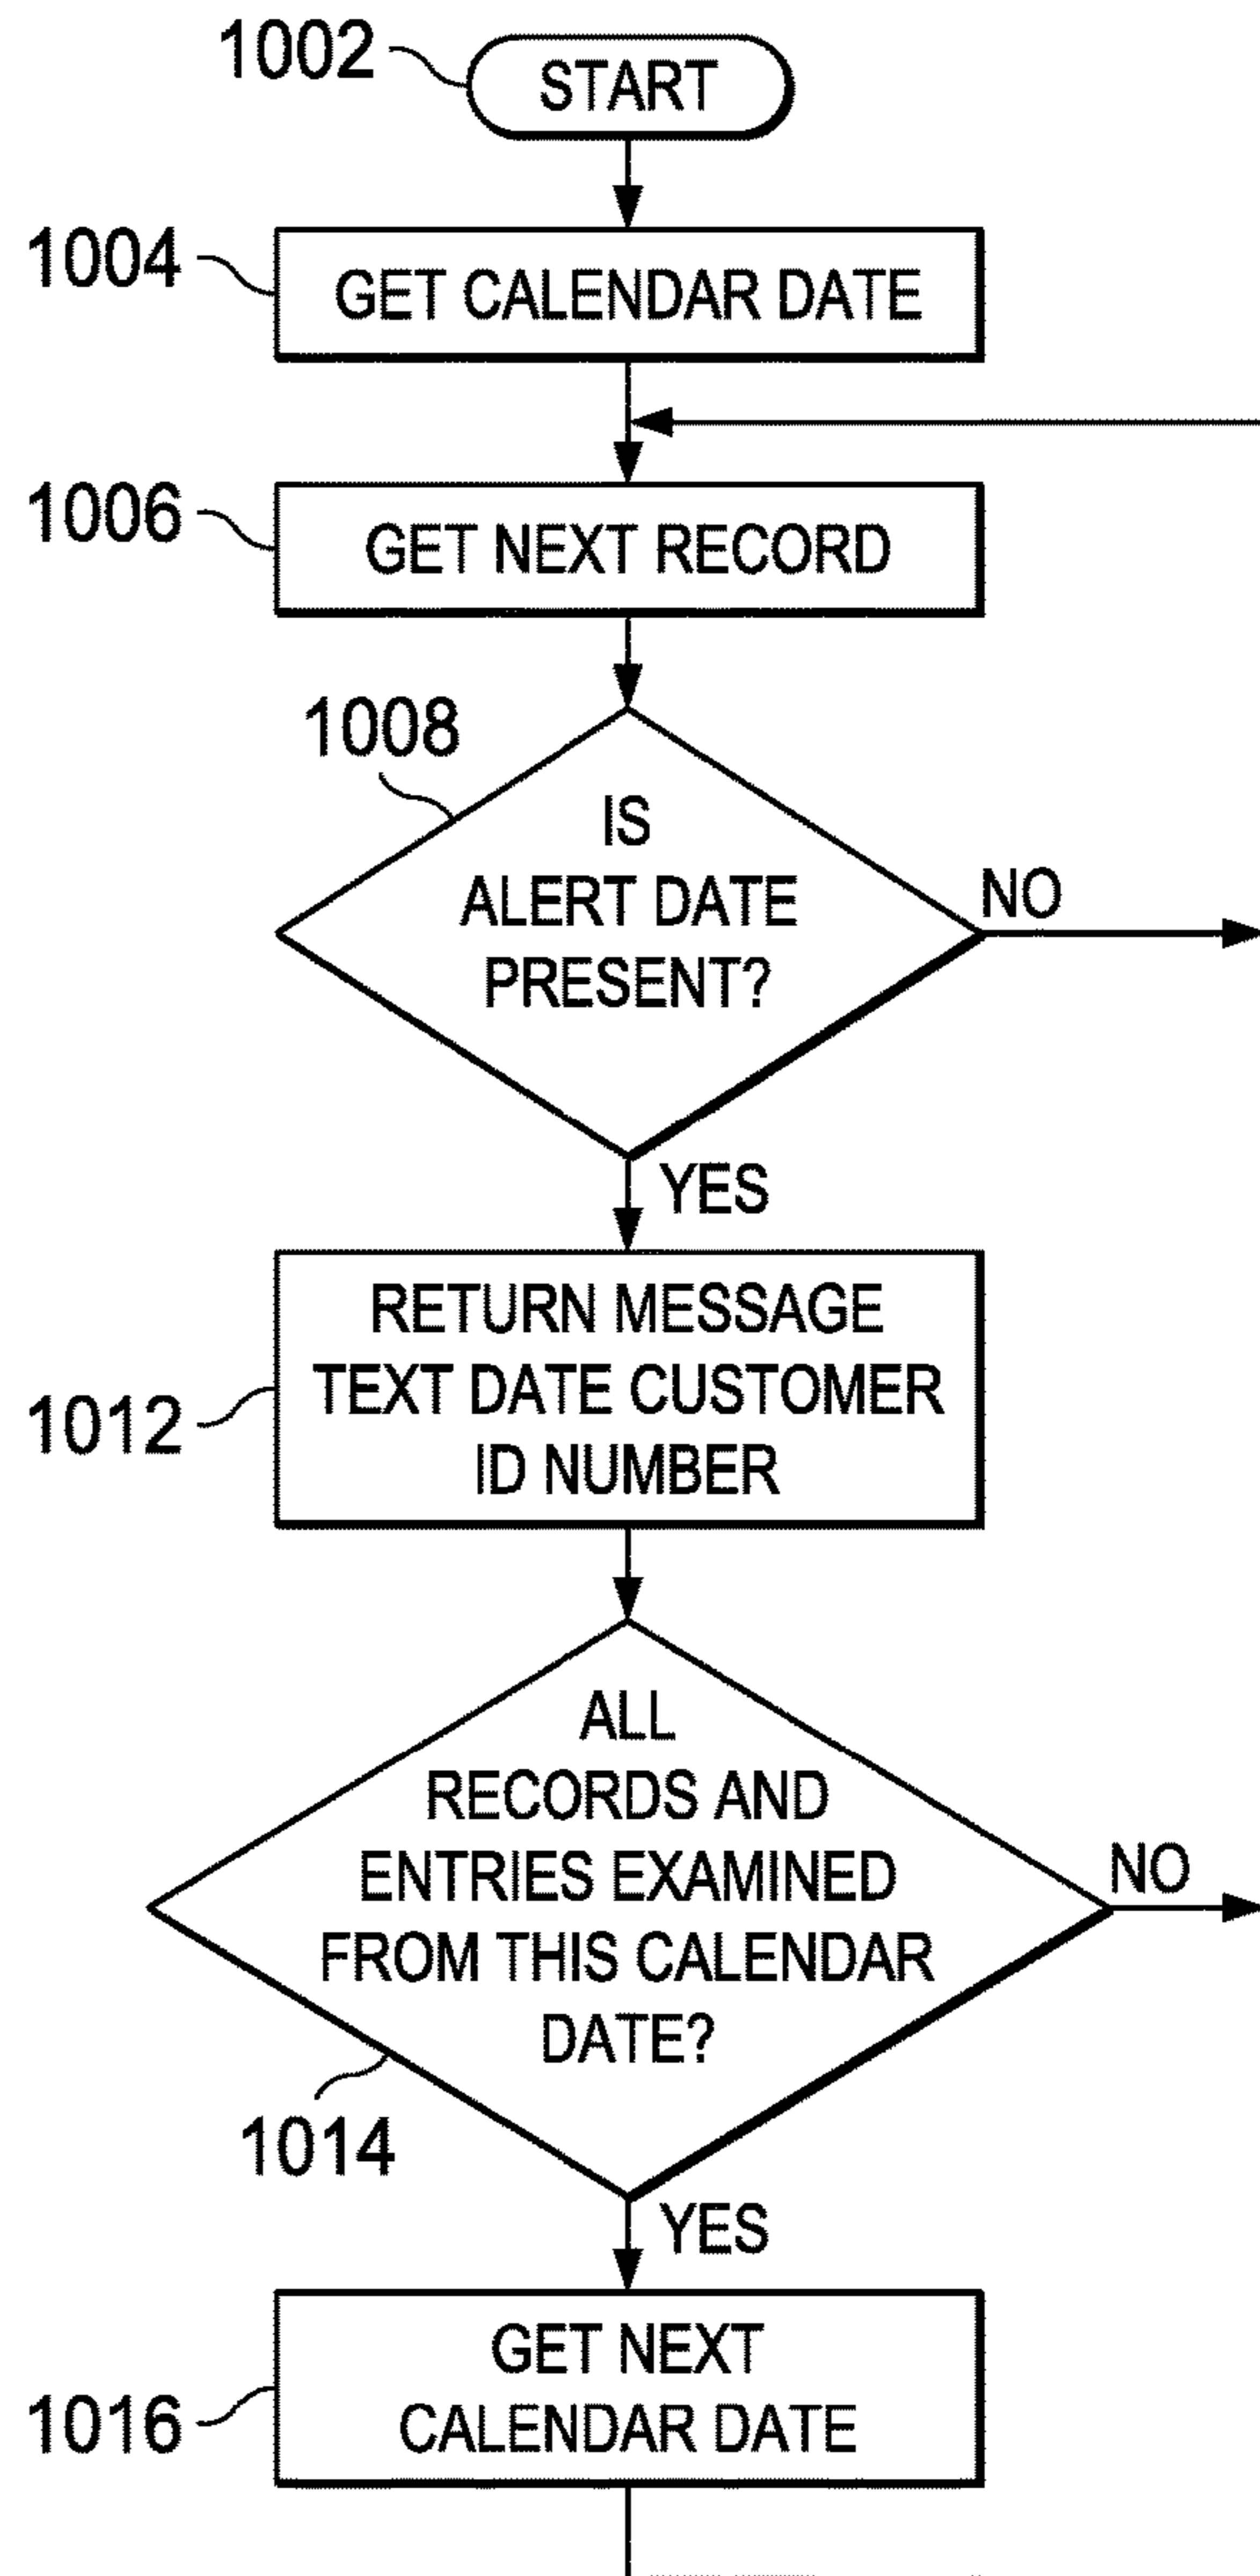 1002
START
1004
GET CALENDAR DATE
1006
GET NEXT RECORD
1008
IS
ALERT DATE
PRESENT?
NO
YES
RETURN MESSAGE
TEXT DATE CUSTOMER
ID NUMBER
1012
ALL
RECORDS AND
ENTRIES EXAMINED
FROM THIS CALENDAR
DATE?
NO
1014
YES
GET NEXT
CALENDAR DATE
1016